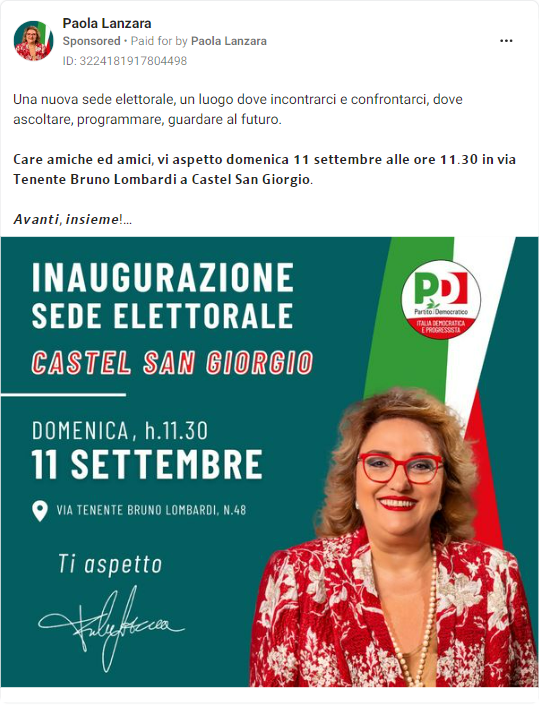 Paola Lanzara
Sponsored • Paid for by Paola Lanzara
ID: 3224181917804498
Una nuova sede elettorale, un luogo dove incontrarci e confrontarci, dove
ascoltare, programmare, guardare al futuro.
Care amiche ed amici, vi aspetto domenica 11 settembre alle ore 11.30 in via
Tenente Bruno Lombardi a Castel San Giorgio.
Avanti, insieme!...
INAUGURAZIONE
SEDE ELETTORALE
CASTEL SAN GIORGIO
PD
Partito Democratico
ITALIA DEMOCRATICA
E PROGRESSISTA
DOMENICA, h.11.30
11 SETTEMBRE
VIA TENENTE BRUNO LOMBARDI, N.48
Ti aspetto